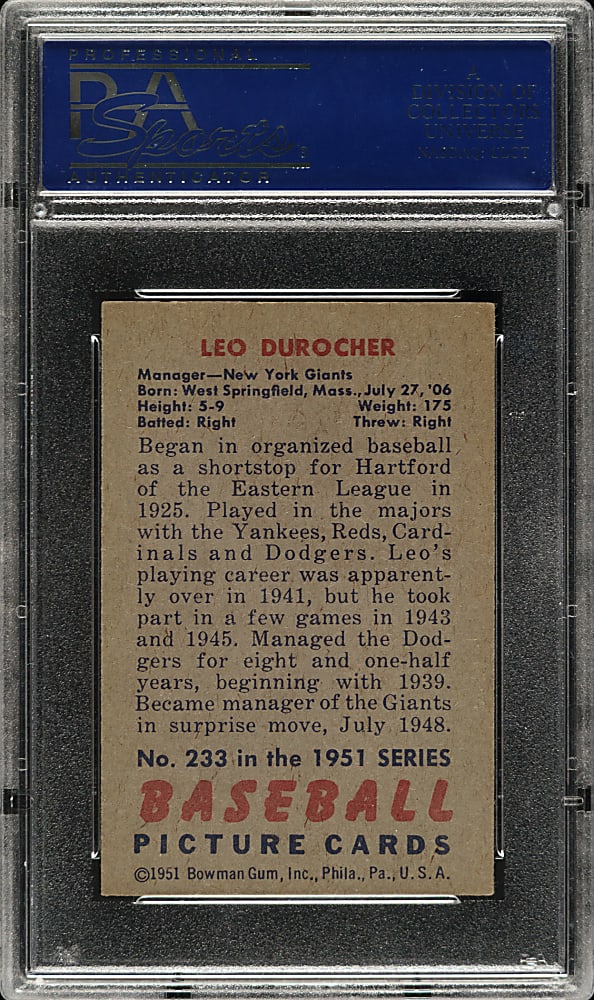 PROFESSIONAL
PSA
Sports
AUTHENTICATOR
A
DIVISION OF
COLLECTORS
UNIVERSE
NASDAQ: CLCT
LEO DUROCHER
Manager—New York Giants
Born: West Springfield, Mass., July 27, '06
Height: 5-9 Weight: 175
Batted: Right Threw: Right
Began in organized baseball
as a shortstop for Hartford
of the Eastern League in
1925. Played in the majors
with the Yankees, Reds, Card-
inals and Dodgers. Leo's
playing career was apparent-
ly over in 1941, but he took
part in a few games in 1943
and 1945. Managed the Dod-
gers for eight and one-half
years, beginning with 1939.
Became manager of the Giants
in surprise move, July 1948.
No. 233 in the 1951 SERIES
BASEBALL
PICTURE CARDS
©1951 Bowman Gum, Inc., Phila., Pa., U. S. A.
PSA